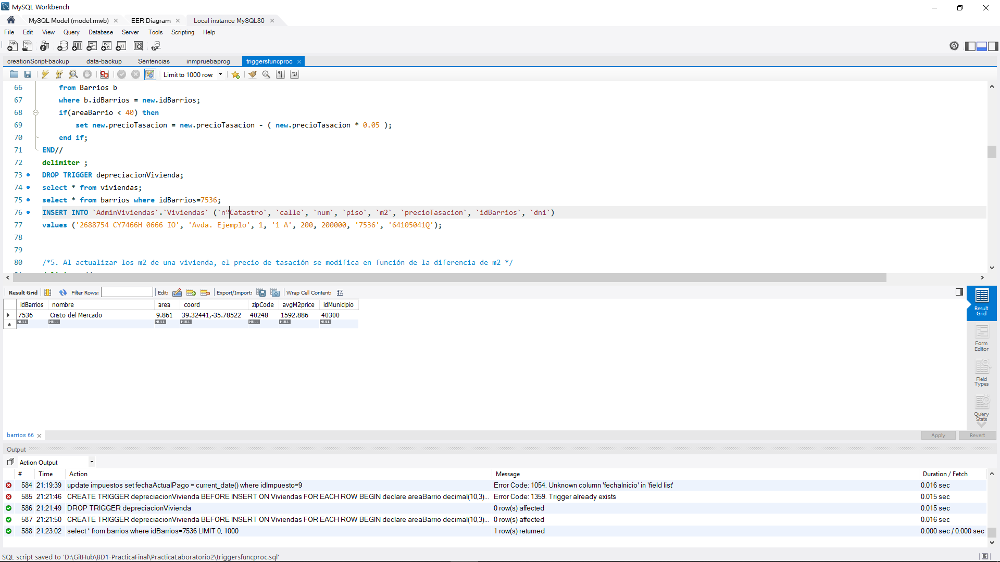 MySQL Workbench
MySQL Model (model.mwb)
EER Diagram
Local instance MySQL80
File Edit View Query Database Server Tools Scripting Help
creationScript-backup data-backup Sentencias inmpruebaprog triggersfuncproc
Limit to 1000 row:
66 from Barrios b
67 where b.idBarrios = new.idBarrios;
68 if(areaBarrio < 40) then
69 set new.precioTasacion = new.precioTasacion - ( new.precioTasacion * 0.05 );
70 end if;
71 END//
72 delimiter ;
73 DROP TRIGGER depreciacionVivienda;
74 select * from viviendas;
75 select * from barrios where idBarrios=7536;
76 INSERT INTO `AdminViviendas`.`Viviendas` (`nºCatastro`, `calle`, `num`, `piso`, `m2`, `precioTasacion`, `idBarrios`, `dni`)
77 values ('2688754 CY7466H 0666 IO', 'Avda. Ejemplo', 1, '1 A', 200, 200000, '7536', '64105041Q');
78
79
80 /*5. Al actualizar los m2 de una vivienda, el precio de tasación se modifica en función de la diferencia de m2 */
Result Grid Filter Rows: Edit: Export/Import: Wrap Cell Content:
idBarrios nombre area coord zipCode avgM2price idMunicipio
7536 Cristo del Mercado 9.861 39.32441,-35.78522 40248 1592.886 40300
NULL NULL NULL NULL NULL NULL NULL
Result Grid
Form Editor
Field Types
Query Stats
barrios 66
Apply Revert
Output
Action Output
# Time Action Message Duration / Fetch
584 21:19:39 update impuestos set fechaActualPago = current_date() where idImpuesto=9 Error Code: 1054. Unknown column 'fechaInicio' in 'field list' 0.016 sec
585 21:21:46 CREATE TRIGGER depreciacionVivienda BEFORE INSERT ON Viviendas FOR EACH ROW BEGIN declare areaBarrio decimal(10,3)... Error Code: 1359. Trigger already exists 0.015 sec
586 21:21:49 DROP TRIGGER depreciacionVivienda 0 row(s) affected 0.015 sec
587 21:21:50 CREATE TRIGGER depreciacionVivienda BEFORE INSERT ON Viviendas FOR EACH ROW BEGIN declare areaBarrio decimal(10,3)... 0 row(s) affected 0.016 sec
588 21:23:02 select * from barrios where idBarrios=7536 LIMIT 0, 1000 1 row(s) returned 0.000 sec / 0.000 sec
SQL script saved to 'D:\GitHub\BD1-PracticaFinal\PracticaLaboratorio2\triggersfuncproc.sql'